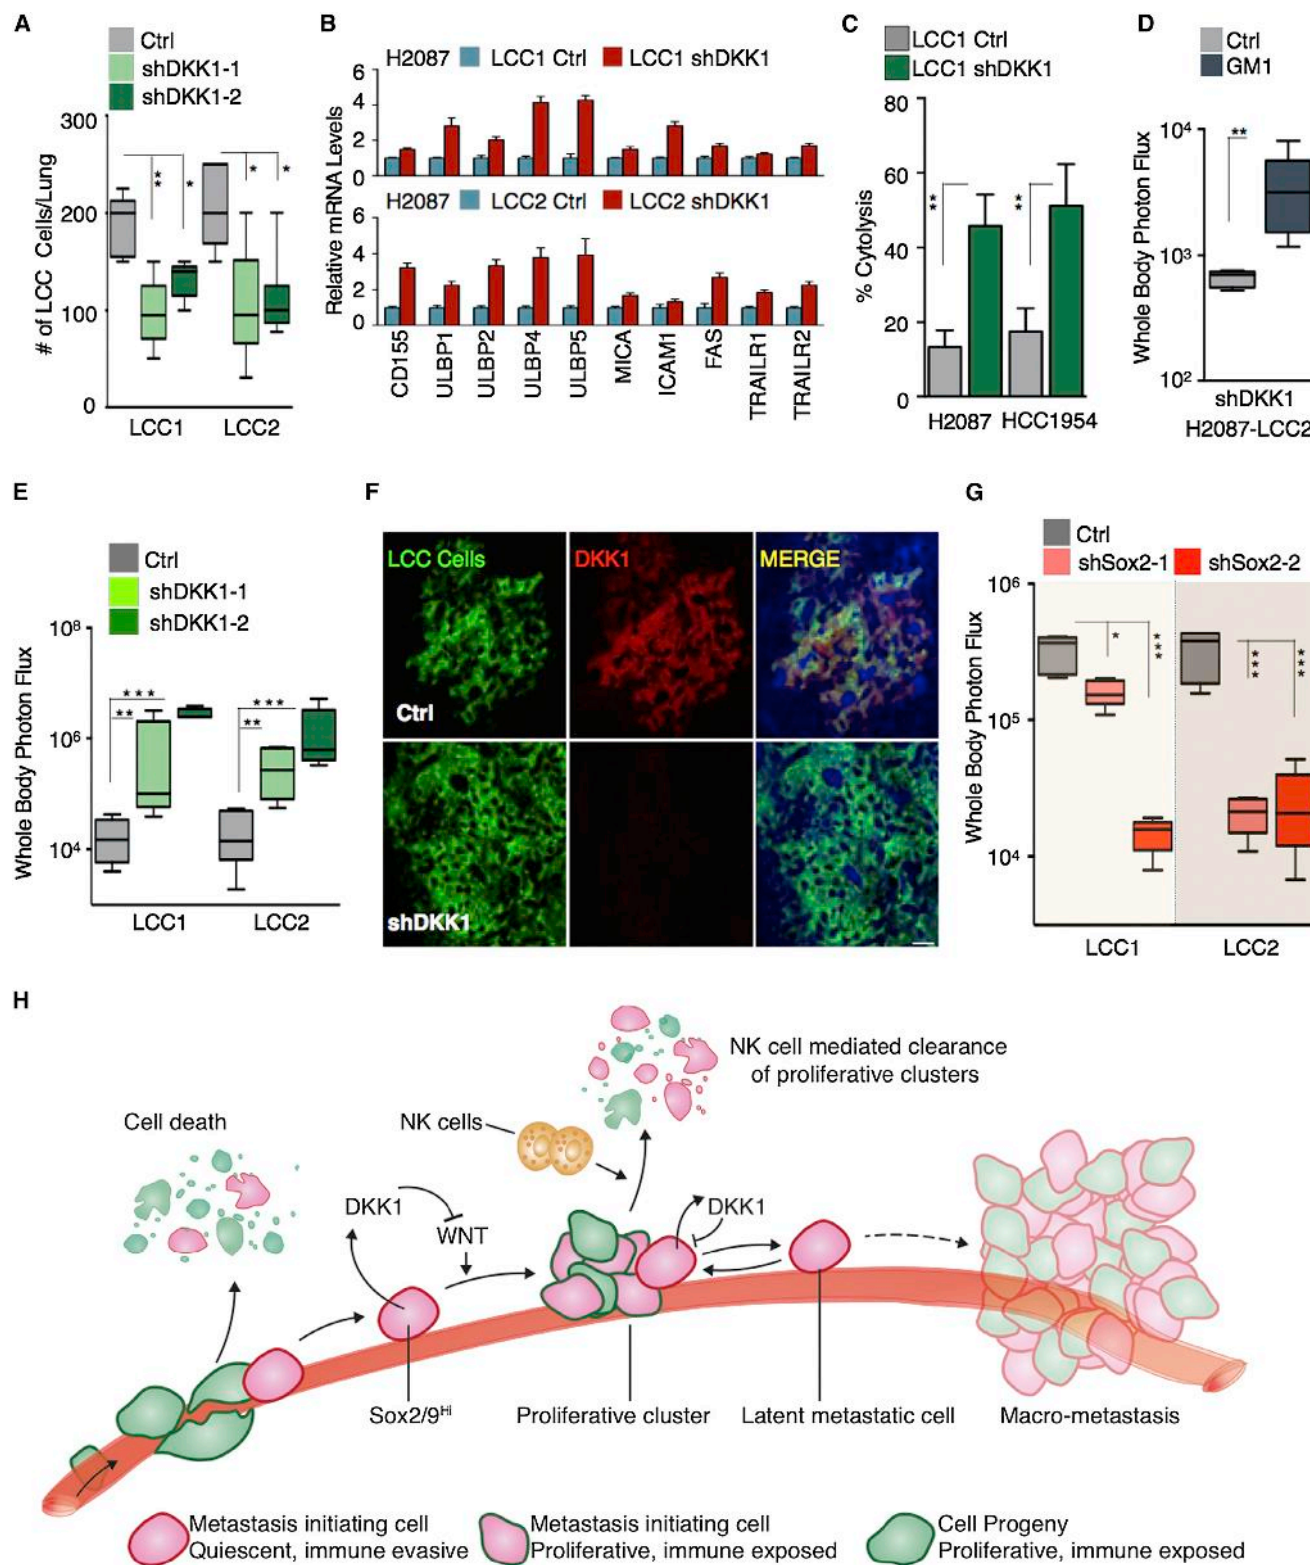 A
Ctrl
shDKK1-1
shDKK1-2
# of LCC Cells/Lung
300
200
100
0
**
*
*
*
LCC1
LCC2
B
H2087 LCC1 Ctrl LCC1 shDKK1
H2087 LCC2 Ctrl LCC2 shDKK1
Relative mRNA Levels
6
4
2
0
6
4
2
0
CD155
ULBP1
ULBP2
ULBP4
ULBP5
MICA
ICAM1
FAS
TRAILR1
TRAILR2
C
LCC1 Ctrl
LCC1 shDKK1
% Cytolysis
80
60
40
20
0
**
**
H2087 HCC1954
D
Ctrl
GM1
Whole Body Photon Flux
10⁴
10³
10²
**
shDKK1
H2087-LCC2
E
Ctrl
shDKK1-1
shDKK1-2
Whole Body Photon Flux
10⁸
10⁶
10⁴
***
**
***
**
LCC1
LCC2
F
LCC Cells
DKK1
MERGE
Ctrl
shDKK1
G
Ctrl
shSox2-1
shSox2-2
Whole Body Photon Flux
10⁶
10⁵
10⁴
*
***
***
***
LCC1
LCC2
H
Cell death
NK cells
NK cell mediated clearance
of proliferative clusters
DKK1
WNT
DKK1
Sox2/9ᴴⁱ
Proliferative cluster
Latent metastatic cell
Macro-metastasis
Metastasis initiating cell
Quiescent, immune evasive
Metastasis initiating cell
Proliferative, immune exposed
Cell Progeny
Proliferative, immune exposed